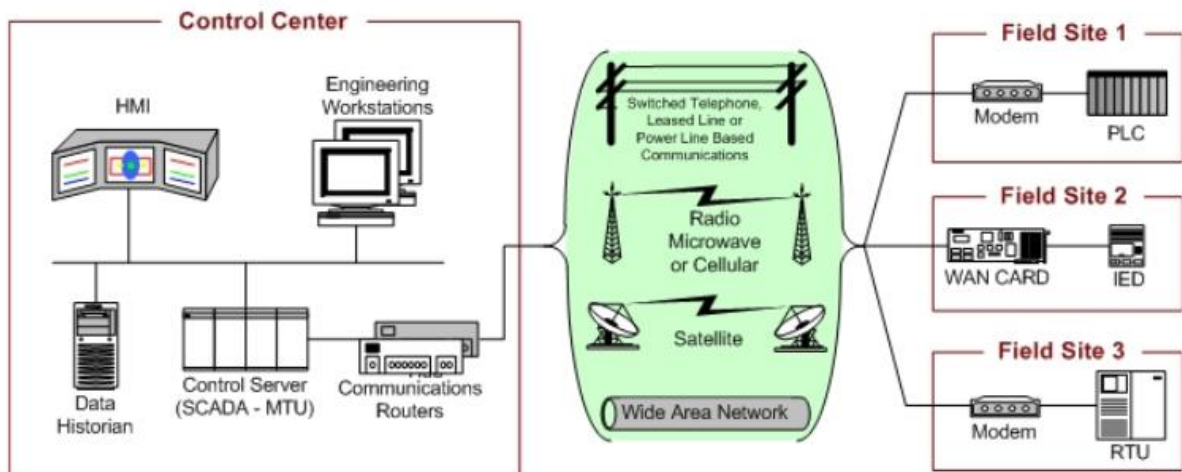 Control Center
HMI
Engineering
Workstations
Data
Historian
Control Server
(SCADA - MTU)
Communications
Routers
Switched Telephone,
Leased Line or
Power Line Based
Communications
Radio
Microwave
or Cellular
Satellite
Wide Area Network
Field Site 1
Modem
PLC
Field Site 2
WAN CARD
IED
Field Site 3
Modem
RTU